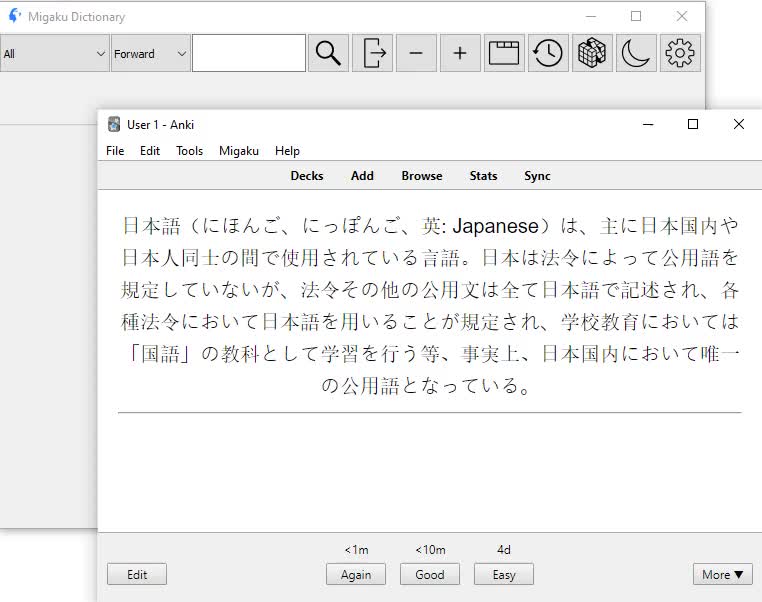 Migaku Dictionary
All
Forward
User 1 - Anki
File Edit Tools Migaku Help
Decks Add Browse Stats Sync
日本語（にほんご、にっぽんご、英: Japanese）は、主に日本国内や
日本人同士の間で使用されている言語。日本は法令によって公用語を
規定していないが、法令その他の公用文は全て日本語で記述され、各
種法令において日本語を用いることが規定され、学校教育においては
「国語」の教科として学習を行う等、事実上、日本国内において唯一
の公用語となっている。
<1m <10m 4d
Edit Again Good Easy More ▼